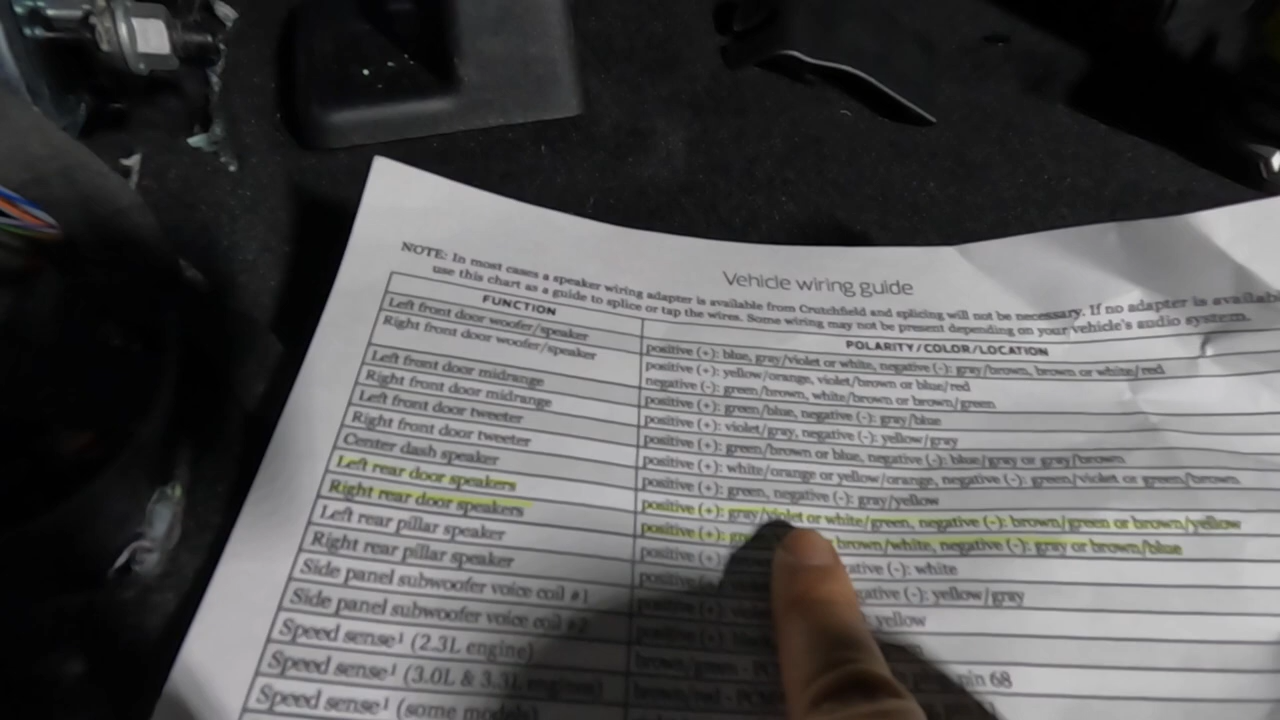 Vehicle wiring guide
NOTE: In most cases a speaker wiring adapter is available from Crutchfield and splicing will not be necessary. If no adapter is availab
use this chart as a guide to splice or tap the wires. Some wiring may not be present depending on your vehicle's audio system.
FUNCTION POLARITY/COLOR/LOCATION
Left front door woofer/speaker positive (+): blue, gray/violet or white, negative (-): gray/brown, brown or white/red
Right front door woofer/speaker positive (+): yellow/orange, violet/brown or blue/red
negative (-): green/brown, white/brown or brown/green
Left front door midrange positive (+): green/blue, negative (-): gray/blue
Right front door midrange positive (+): violet/gray, negative (-): yellow/gray
Left front door tweeter positive (+): green/brown or blue, negative (-): blue/gray or gray/brown
Right front door tweeter positive (+): white/orange or yellow/orange, negative (-): green/violet or green/brown
Center dash speaker positive (+): green, negative (-): gray/yellow
Left rear door speakers positive (+): gray/violet or white/green, negative (-): brown/green or brown/yellow
Right rear door speakers positive (+): brown/white, negative (-): gray or brown/blue
Left rear pillar speaker positive (+): (-): white
Right rear pillar speaker (-): yellow/gray
Side panel subwoofer voice coil #1 yellow
Side panel subwoofer voice coil #2
Speed sense¹ (2.3L engine) pin 68
Speed sense¹ (3.0L & 3.3L engines)
Speed sense¹ (some models)